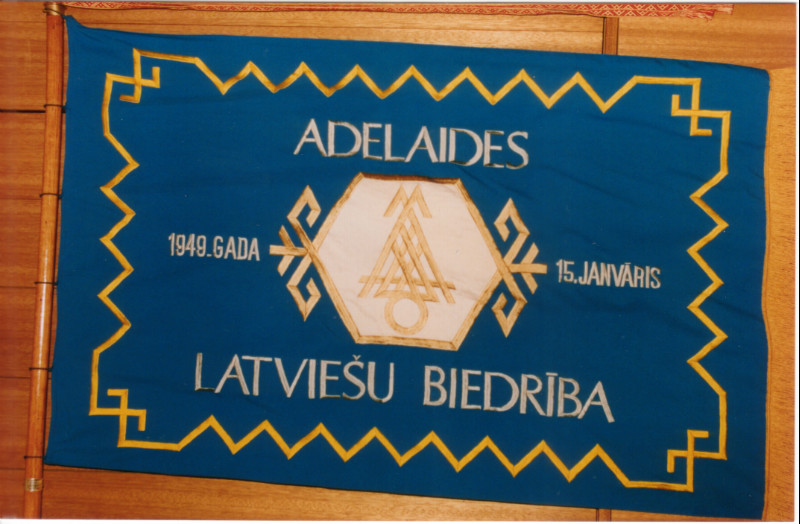 ADELAIDES
1949.GADA 15.JANVĀRIS
LATVIEŠU BIEDRĪBA